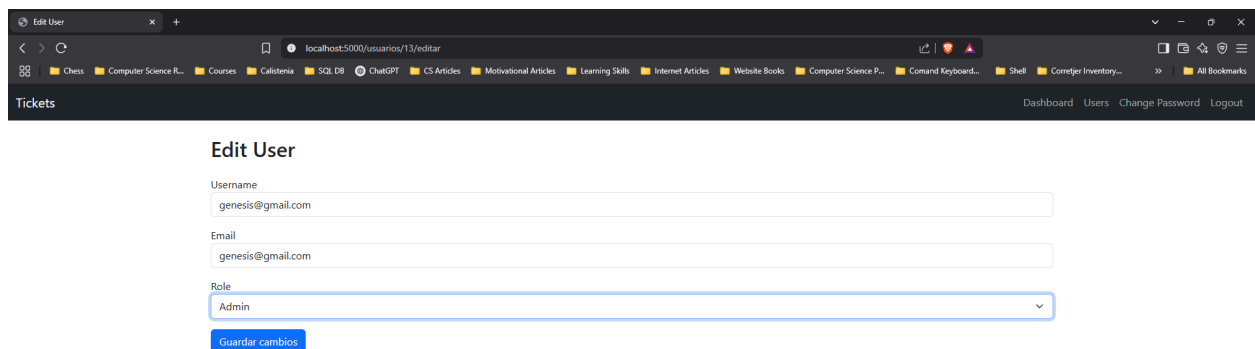 Edit User
localhost:5000/usuarios/13/editar
Chess Computer Science R... Courses Calistenia SQL DB ChatGPT CS Articles Motivational Articles Learning Skills Internet Articles Website Books Computer Science P... Comand Keyboard... Shell Corretjer Inventory... » All Bookmarks
Tickets Dashboard Users Change Password Logout
Edit User
Username
genesis@gmail.com
Email
genesis@gmail.com
Role
Admin
Guardar cambios